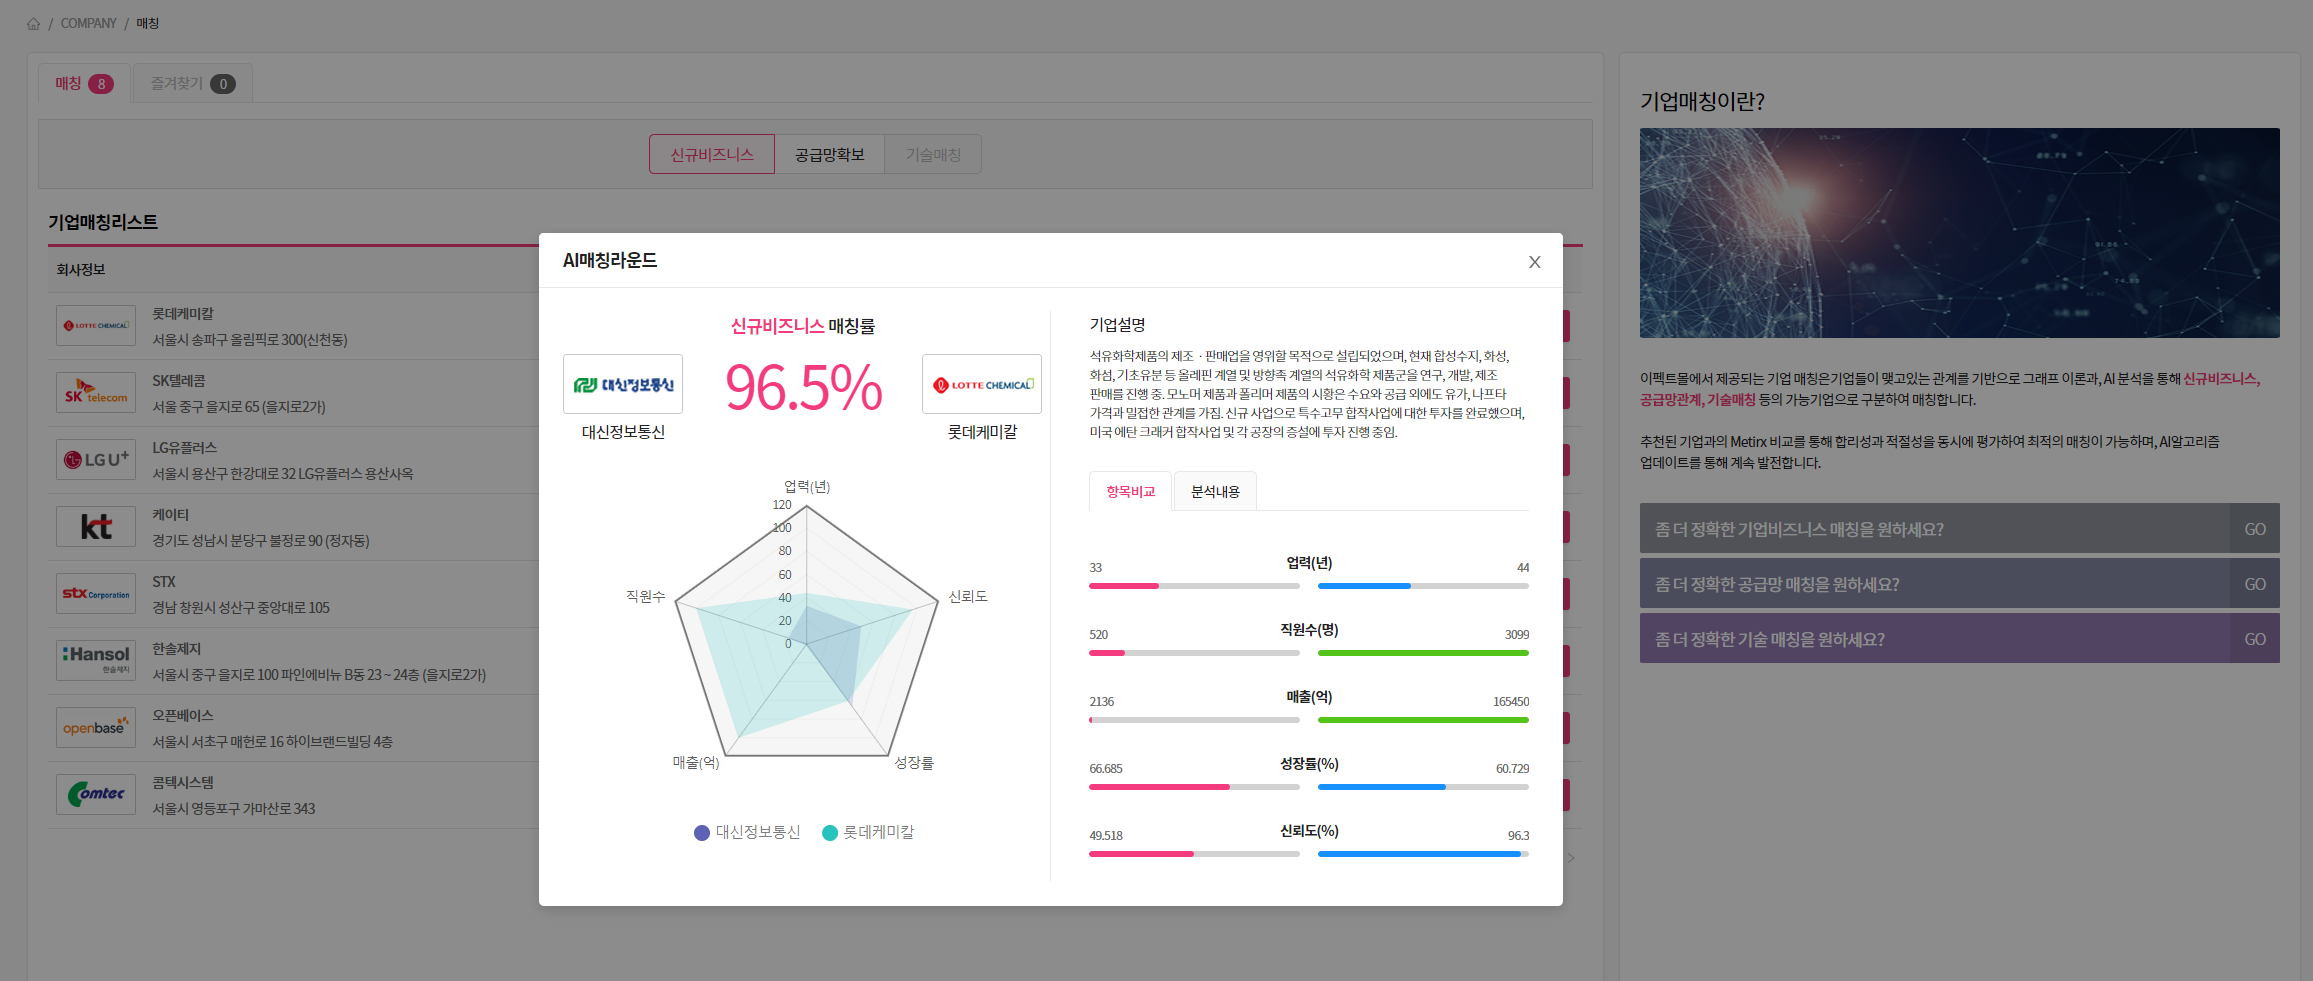 / COMPANY / 매칭
매칭 8
즐겨찾기 0
신규비즈니스
공급망확보
기술매칭
기업매칭리스트
회사정보
LOTTE CHEMICAL
롯데케미칼
서울시 송파구 올림픽로 300(신천동)
SK telecom
SK텔레콤
서울 중구 을지로 65 (을지로2가)
LG U+
LG유플러스
서울시 용산구 한강대로 32 LG유플러스 용산사옥
kt
케이티
경기도 성남시 분당구 불정로 90 (정자동)
stx Corporation
STX
경남 창원시 성산구 중앙대로 105
Hansol
한솔제지
한솔제지
서울시 중구 을지로 100 파인에비뉴 B동 23 ~ 24층 (을지로2가)
openbase
오픈베이스
서울시 서초구 매헌로 16 하이브랜드빌딩 4층
Comtec
콤텍시스템
서울시 영등포구 가마산로 343
AI매칭라운드
X
신규비즈니스 매칭률
대신정보통신
96.5%
LOTTE CHEMICAL
대신정보통신
롯데케미칼
업력(년)
120
100
80
60
40
20
0
직원수
신뢰도
매출(억)
성장률
대신정보통신
롯데케미칼
기업설명
석유화학제품의 제조ㆍ판매업을 영위할 목적으로 설립되었으며, 현재 합성수지, 화성,
화섬, 기초유분 등 올레핀 계열 및 방향족 계열의 석유화학 제품군을 연구, 개발, 제조
판매를 진행 중. 모노머 제품과 폴리머 제품의 시황은 수요와 공급 외에도 유가, 나프타
가격과 밀접한 관계를 가짐. 신규 사업으로 특수고무 합작사업에 대한 투자를 완료했으며,
미국 에탄 크래커 합작사업 및 각 공장의 증설에 투자 진행 중임.
항목비교
분석내용
33 업력(년) 44
520 직원수(명) 3099
2136 매출(억) 165450
66.685 성장률(%) 60.729
49.518 신뢰도(%) 96.3
기업매칭이란?
이펙트몰에서 제공되는 기업 매칭은기업들이 맺고있는 관계를 기반으로 그래프 이론과, AI 분석을 통해 신규비즈니스,
공급망관계, 기술매칭 등의 가능기업으로 구분하여 매칭합니다.
추천된 기업과의 Metirx 비교를 통해 합리성과 적절성을 동시에 평가하여 최적의 매칭이 가능하며, AI알고리즘
업데이트를 통해 계속 발전합니다.
좀 더 정확한 기업비즈니스 매칭을 원하세요? GO
좀 더 정확한 공급망 매칭을 원하세요? GO
좀 더 정확한 기술 매칭을 원하세요? GO